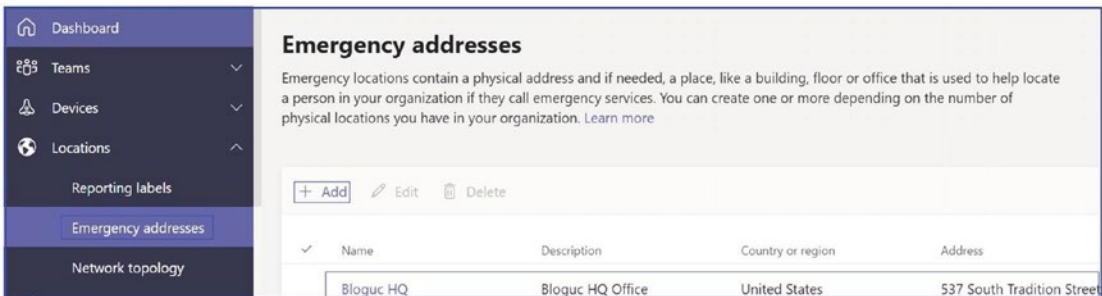 Dashboard
Teams
Devices
Locations
Reporting labels
Emergency addresses
Network topology
Emergency addresses
Emergency locations contain a physical address and if needed, a place, like a building, floor or office that is used to help locate
a person in your organization if they call emergency services. You can create one or more depending on the number of
physical locations you have in your organization. Learn more
+ Add Edit Delete
Name Description Country or region Address
Bloguc HQ Bloguc HQ Office United States 537 South Tradition Street